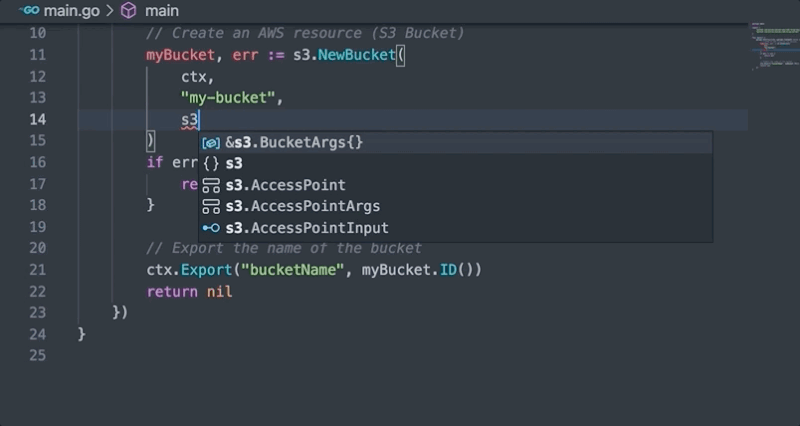 GO main.go > main
10 // Create an AWS resource (S3 Bucket)
11 myBucket, err := s3.NewBucket(
12 ctx,
13 "my-bucket",
14 s3
15 )
&s3.BucketArgs{}
16 if err
{} s3
17 re
s3.AccessPoint
18 }
s3.AccessPointArgs
19
s3.AccessPointInput
20 // Export the name of the bucket
21 ctx.Export("bucketName", myBucket.ID())
22 return nil
23 })
24 }
25